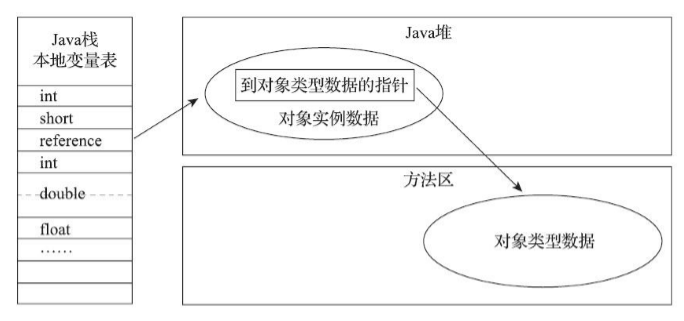 Java栈
本地变量表
int
short
reference
int
double
float
……
Java堆
到对象类型数据的指针
对象实例数据
方法区
对象类型数据